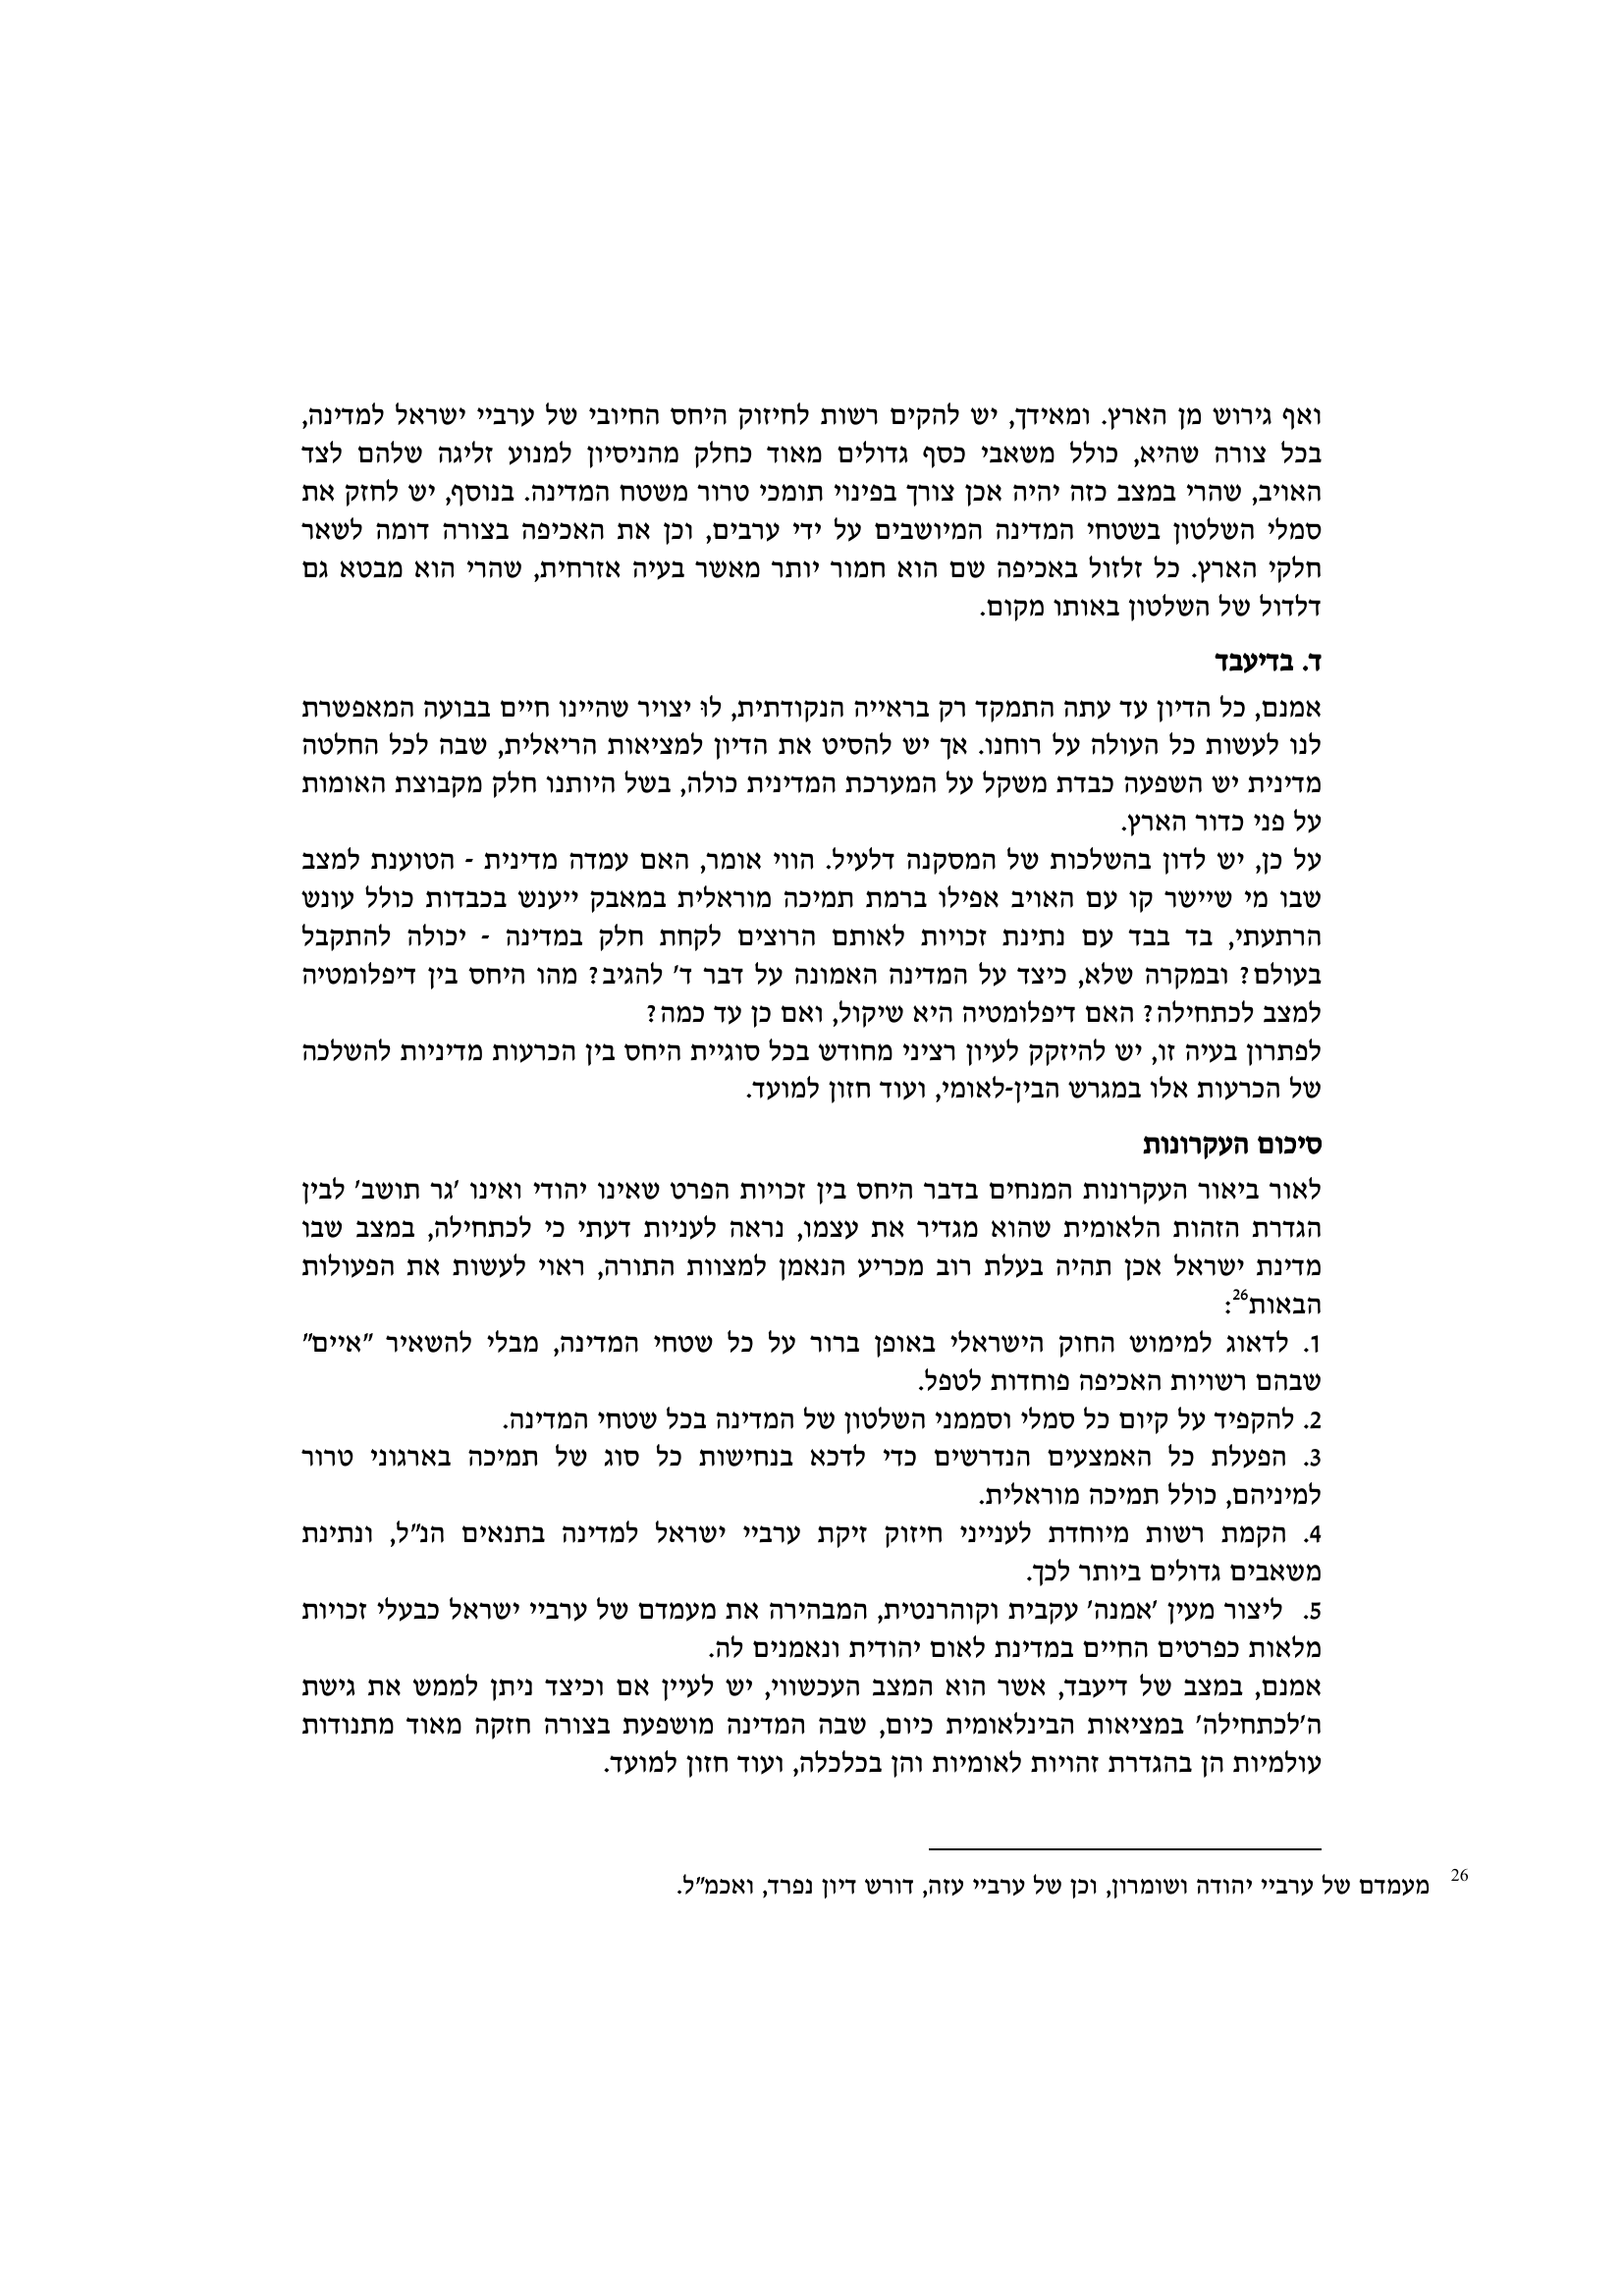 ואף גירוש מן הארץ. ומאידך, יש להקים רשות לחיזוק היחס החיובי של ערביי ישראל למדינה,
בכל צורה שהיא, כולל משאבי כסף גדולים מאוד כחלק מהניסיון למנוע זליגה שלהם לצד
האויב, שהרי במצב כזה יהיה אכן צורך בפינוי תומכי טרור משטח המדינה. בנוסף, יש לחזק את
סמלי השלטון בשטחי המדינה המיושבים על ידי ערבים, וכן את האכיפה בצורה דומה לשאר
חלקי הארץ. כל זלזול באכיפה שם הוא חמור יותר מאשר בעיה אזרחית, שהרי הוא מבטא גם
דלדול של השלטון באותו מקום.
ד. בדיעבד
אמנם, כל הדיון עד עתה התמקד רק בראייה הנקודתית, לוּ יצויר שהיינו חיים בבועה המאפשרת
לנו לעשות כל העולה על רוחנו. אך יש להסיט את הדיון למציאות הריאלית, שבה לכל החלטה
מדינית יש השפעה כבדת משקל על המערכת המדינית כולה, בשל היותנו חלק מקבוצת האומות
על פני כדור הארץ.
על כן, יש לדון בהשלכות של המסקנה דלעיל. הווי אומר, האם עמדה מדינית - הטוענת למצב
שבו מי שיישר קו עם האויב אפילו ברמת תמיכה מוראלית במאבק ייענש בכבדות כולל עונש
הרתעתי, בד בבד עם נתינת זכויות לאותם הרוצים לקחת חלק במדינה - יכולה להתקבל
בעולם? ובמקרה שלא, כיצד על המדינה האמונה על דבר ד' להגיב? מהו היחס בין דיפלומטיה
למצב לכתחילה? האם דיפלומטיה היא שיקול, ואם כן עד כמה?
לפתרון בעיה זו, יש להיזקק לעיון רציני מחודש בכל סוגיית היחס בין הכרעות מדיניות להשלכה
של הכרעות אלו במגרש הבין-לאומי, ועוד חזון למועד.
סיכום העקרונות
לאור ביאור העקרונות המנחים בדבר היחס בין זכויות הפרט שאינו יהודי ואינו 'גר תושב' לבין
הגדרת הזהות הלאומית שהוא מגדיר את עצמו, נראה לעניות דעתי כי לכתחילה, במצב שבו
מדינת ישראל אכן תהיה בעלת רוב מכריע הנאמן למצוות התורה, ראוי לעשות את הפעולות
הבאות26:
1. לדאוג למימוש החוק הישראלי באופן ברור על כל שטחי המדינה, מבלי להשאיר "איים"
שבהם רשויות האכיפה פוחדות לטפל.
2. להקפיד על קיום כל סמלי וסממני השלטון של המדינה בכל שטחי המדינה.
3. הפעלת כל האמצעים הנדרשים כדי לדכא בנחישות כל סוג של תמיכה בארגוני טרור
למיניהם, כולל תמיכה מוראלית.
4. הקמת רשות מיוחדת לענייני חיזוק זיקת ערביי ישראל למדינה בתנאים הנ"ל, ונתינת
משאבים גדולים ביותר לכך.
5. ליצור מעין 'אמנה' עקבית וקוהרנטית, המבהירה את מעמדם של ערביי ישראל כבעלי זכויות
מלאות כפרטים החיים במדינת לאום יהודית ונאמנים לה.
אמנם, במצב של דיעבד, אשר הוא המצב העכשווי, יש לעיין אם וכיצד ניתן לממש את גישת
ה'לכתחילה' במציאות הבינלאומית כיום, שבה המדינה מושפעת בצורה חזקה מאוד מתנודות
עולמיות הן בהגדרת זהויות לאומיות והן בכלכלה, ועוד חזון למועד.
26 מעמדם של ערביי יהודה ושומרון, וכן של ערביי עזה, דורש דיון נפרד, ואכמ"ל.